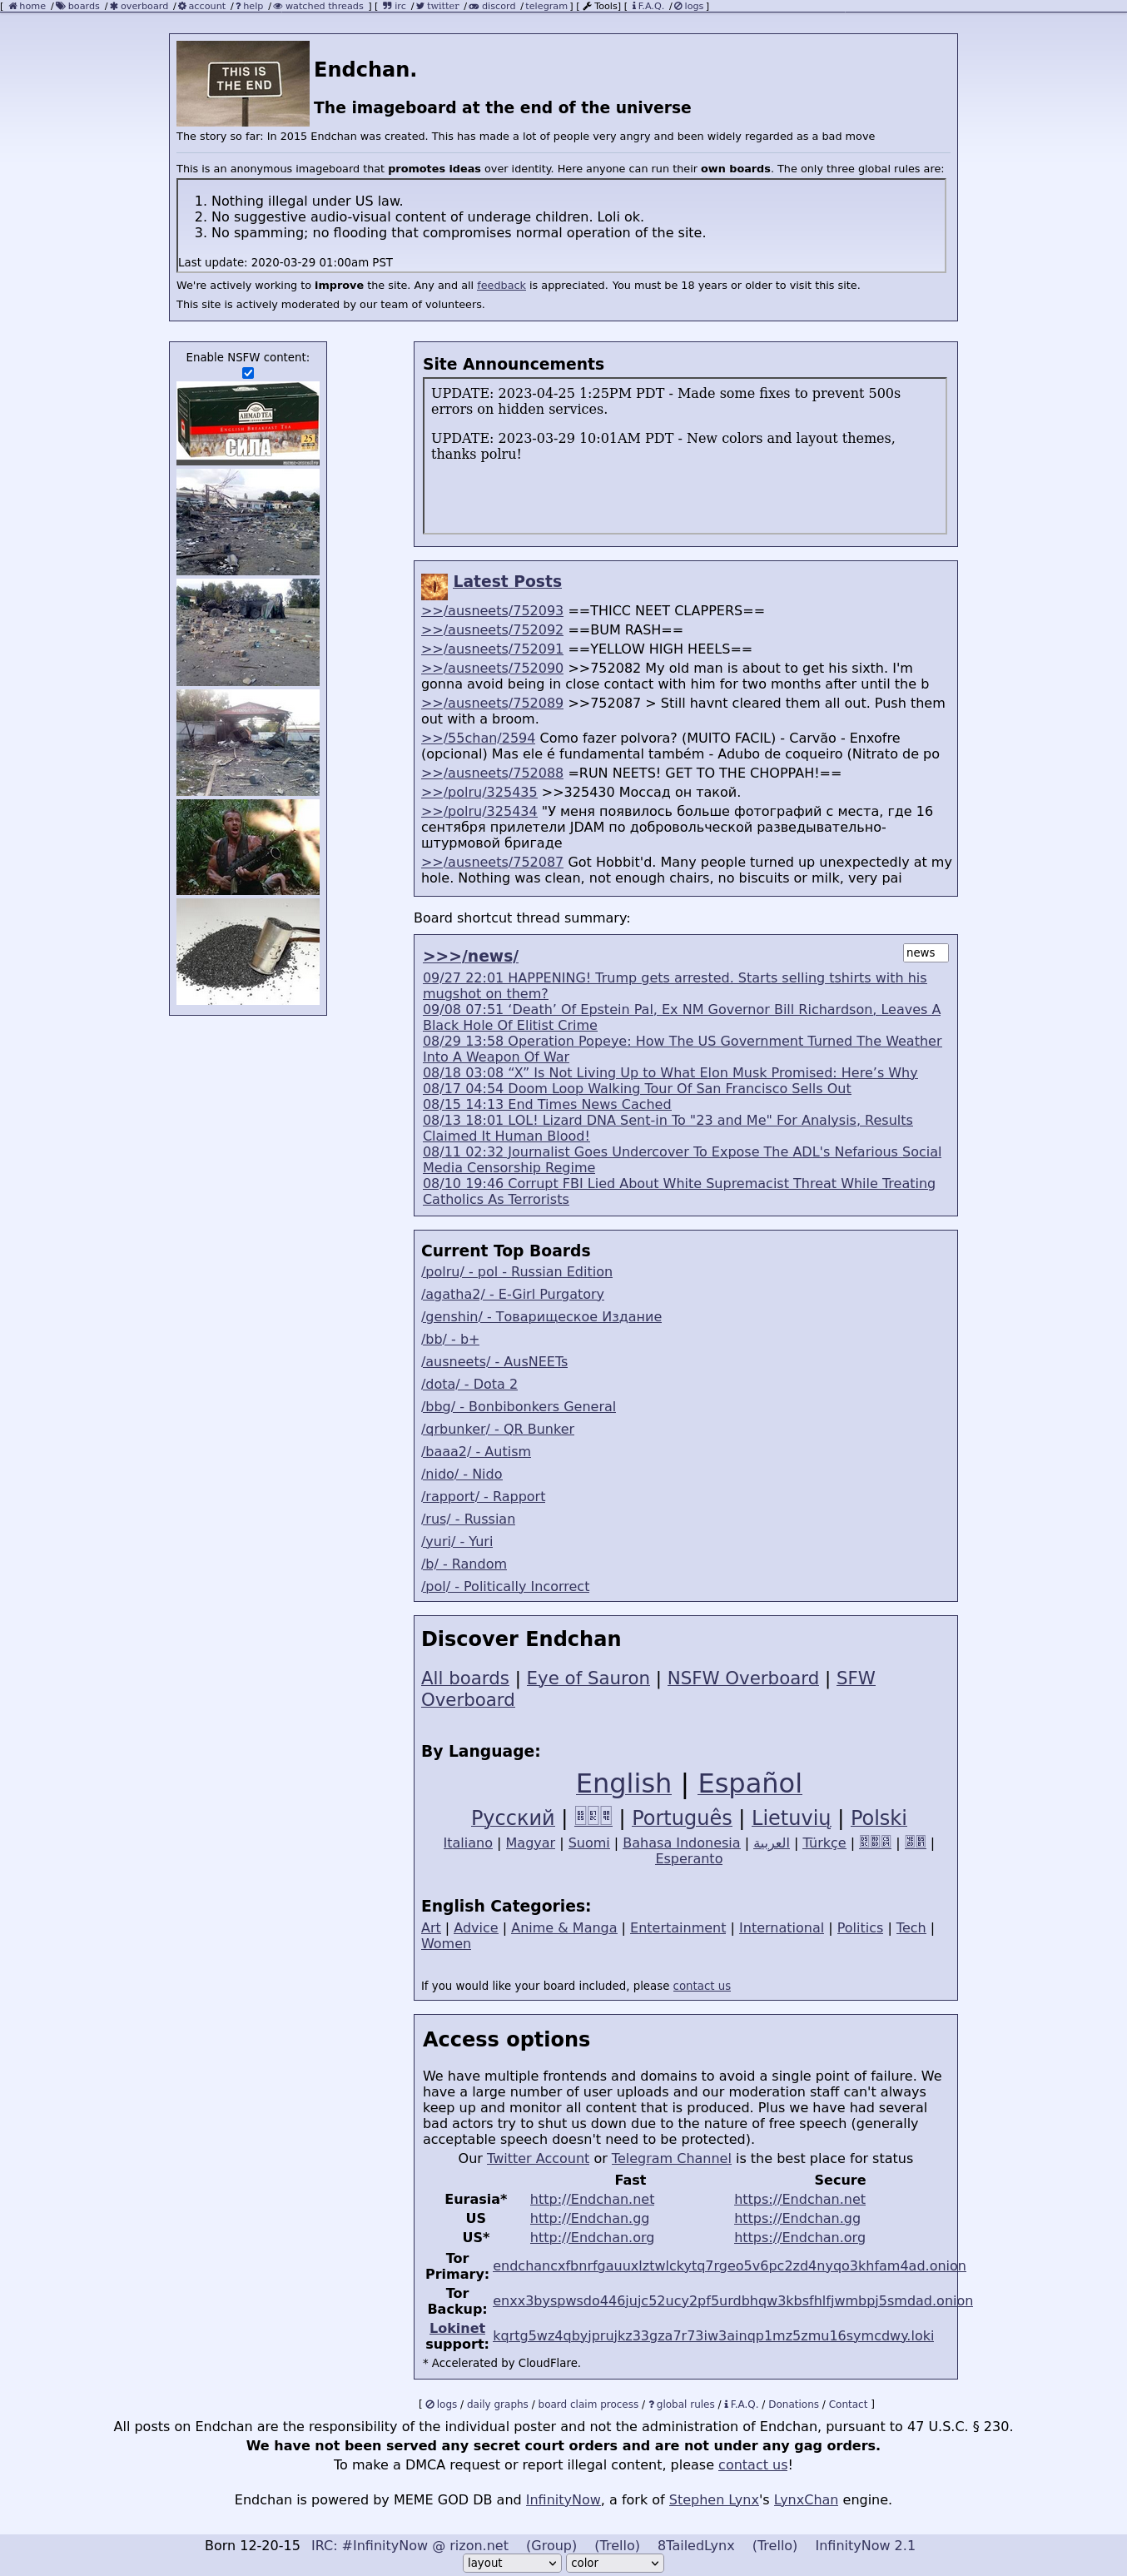 [ home / boards / overboard / account / ? help / watched threads ] [ irc / twitter / discord / telegram ] [ Tools] [ F.A.Q. / logs ]
THIS IS
THE END
Endchan.
The imageboard at the end of the universe
The story so far: In 2015 Endchan was created. This has made a lot of people very angry and been widely regarded as a bad move
This is an anonymous imageboard that promotes ideas over identity. Here anyone can run their own boards. The only three global rules are:
1. Nothing illegal under US law.
2. No suggestive audio-visual content of underage children. Loli ok.
3. No spamming; no flooding that compromises normal operation of the site.
Last update: 2020-03-29 01:00am PST
We're actively working to improve the site. Any and all feedback is appreciated. You must be 18 years or older to visit this site.
This site is actively moderated by our team of volunteers.
Enable NSFW content:
AHMAD TEA
ENGLISH BREAKFAST TEA
СИЛА
25
Site Announcements
UPDATE: 2023-04-25 1:25PM PDT - Made some fixes to prevent 500s
errors on hidden services.
UPDATE: 2023-03-29 10:01AM PDT - New colors and layout themes,
thanks polru!
Latest Posts
>>/ausneets/752093 ==THICC NEET CLAPPERS==
>>/ausneets/752092 ==BUM RASH==
>>/ausneets/752091 ==YELLOW HIGH HEELS==
>>/ausneets/752090 >>752082 My old man is about to get his sixth. I'm
gonna avoid being in close contact with him for two months after until the b
>>/ausneets/752089 >>752087 > Still havnt cleared them all out. Push them
out with a broom.
>>/55chan/2594 Como fazer polvora? (MUITO FACIL) - Carvão - Enxofre
(opcional) Mas ele é fundamental também - Adubo de coqueiro (Nitrato de po
>>/ausneets/752088 =RUN NEETS! GET TO THE CHOPPAH!==
>>/polru/325435 >>325430 Моссад он такой.
>>/polru/325434 "У меня появилось больше фотографий с места, где 16
сентября прилетели JDAM по добровольческой разведывательно-
штурмовой бригаде
>>/ausneets/752087 Got Hobbit'd. Many people turned up unexpectedly at my
hole. Nothing was clean, not enough chairs, no biscuits or milk, very pai
Board shortcut thread summary:
>>>/news/ news
09/27 22:01 HAPPENING! Trump gets arrested. Starts selling tshirts with his
mugshot on them?
09/08 07:51 ‘Death’ Of Epstein Pal, Ex NM Governor Bill Richardson, Leaves A
Black Hole Of Elitist Crime
08/29 13:58 Operation Popeye: How The US Government Turned The Weather
Into A Weapon Of War
08/18 03:08 “X” Is Not Living Up to What Elon Musk Promised: Here’s Why
08/17 04:54 Doom Loop Walking Tour Of San Francisco Sells Out
08/15 14:13 End Times News Cached
08/13 18:01 LOL! Lizard DNA Sent-in To "23 and Me" For Analysis, Results
Claimed It Human Blood!
08/11 02:32 Journalist Goes Undercover To Expose The ADL's Nefarious Social
Media Censorship Regime
08/10 19:46 Corrupt FBI Lied About White Supremacist Threat While Treating
Catholics As Terrorists
Current Top Boards
/polru/ - pol - Russian Edition
/agatha2/ - E-Girl Purgatory
/genshin/ - Товарищеское Издание
/bb/ - b+
/ausneets/ - AusNEETs
/dota/ - Dota 2
/bbg/ - Bonbibonkers General
/qrbunker/ - QR Bunker
/baaa2/ - Autism
/nido/ - Nido
/rapport/ - Rapport
/rus/ - Russian
/yuri/ - Yuri
/b/ - Random
/pol/ - Politically Incorrect
Discover Endchan
All boards | Eye of Sauron | NSFW Overboard | SFW
Overboard
By Language:
English | Español
Русский | | Português | Lietuvių | Polski
Italiano | Magyar | Suomi | Bahasa Indonesia | العربية | Türkçe | | |
Esperanto
English Categories:
Art | Advice | Anime & Manga | Entertainment | International | Politics | Tech |
Women
If you would like your board included, please contact us
Access options
We have multiple frontends and domains to avoid a single point of failure. We
have a large number of user uploads and our moderation staff can't always
keep up and monitor all content that is produced. Plus we have had several
bad actors try to shut us down due to the nature of free speech (generally
acceptable speech doesn't need to be protected).
Our Twitter Account or Telegram Channel is the best place for status
Fast Secure
Eurasia* http://Endchan.net https://Endchan.net
US http://Endchan.gg https://Endchan.gg
US* http://Endchan.org https://Endchan.org
Tor
Primary: endchancxfbnrfgauuxlztwlckytq7rgeo5v6pc2zd4nyqo3khfam4ad.onion
Tor
Backup: enxx3byspwsdo446jujc52ucy2pf5urdbhqw3kbsfhlfjwmbpj5smdad.onion
Lokinet
support: kqrtg5wz4qbyjprujkz33gza7r73iw3ainqp1mz5zmu16symcdwy.loki
* Accelerated by CloudFlare.
[ logs / daily graphs / board claim process / ? global rules / F.A.Q. / Donations / Contact ]
All posts on Endchan are the responsibility of the individual poster and not the administration of Endchan, pursuant to 47 U.S.C. § 230.
We have not been served any secret court orders and are not under any gag orders.
To make a DMCA request or report illegal content, please contact us!
Endchan is powered by MEME GOD DB and InfinityNow, a fork of Stephen Lynx's LynxChan engine.
Born 12-20-15 IRC: #InfinityNow @ rizon.net (Group) (Trello) 8TailedLynx (Trello) InfinityNow 2.1
layout color